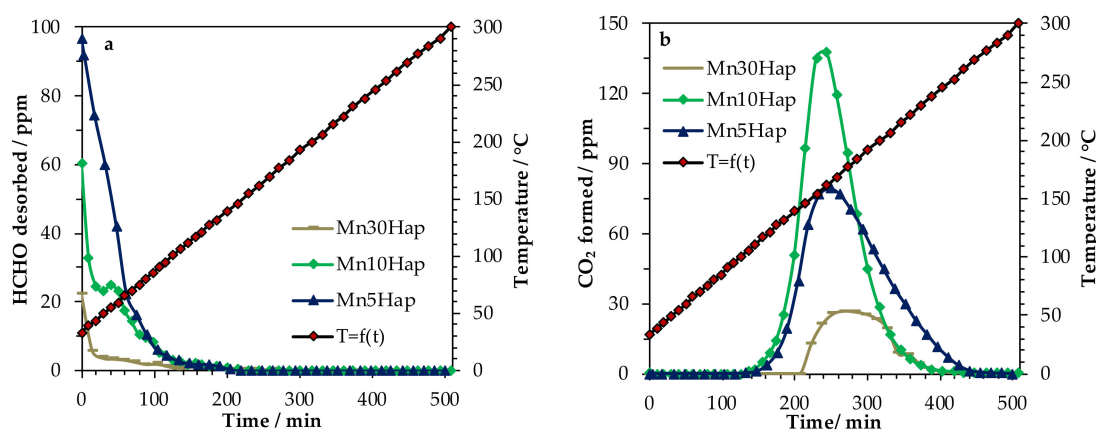 a
HCHO desorbed / ppm
100
80
60
40
20
0
300
250
200
150
100
50
0
Temperature / °C
Mn30Hap
Mn10Hap
Mn5Hap
T=f(t)
0 100 200 300 400 500
Time / min
b
CO₂ formed / ppm
150
120
90
60
30
0
300
250
200
150
100
50
0
Temperature / °C
Mn30Hap
Mn10Hap
Mn5Hap
T=f(t)
0 100 200 300 400 500
Time/ min